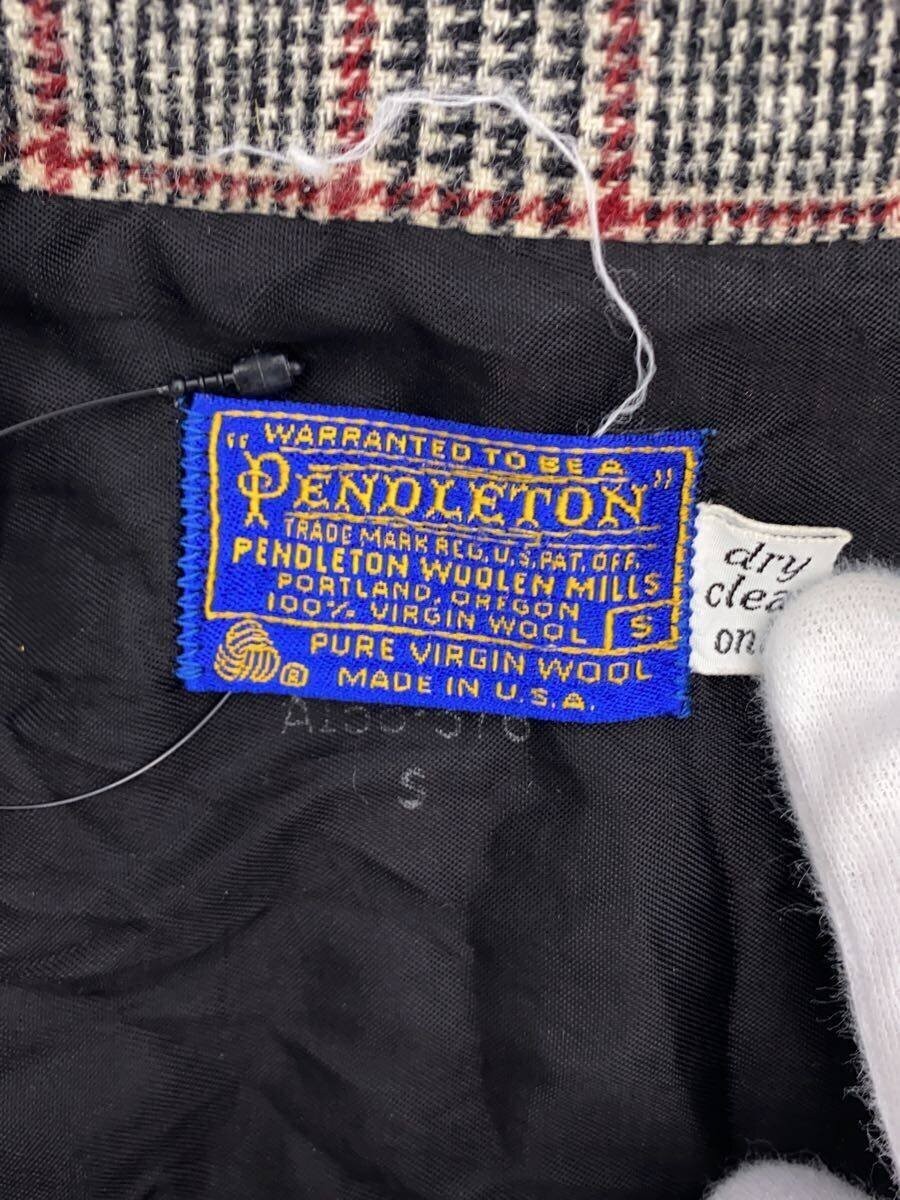 "WARRANTED TO BE A
PENDLETON"
TRADE MARK REG. U.S. PAT. OFF.
PENDLETON WOOLEN MILLS
PORTLAND, OREGON
100% VIRGIN WOOL S
PURE VIRGIN WOOL
® MADE IN U.S.A.
dry
clea
on
S